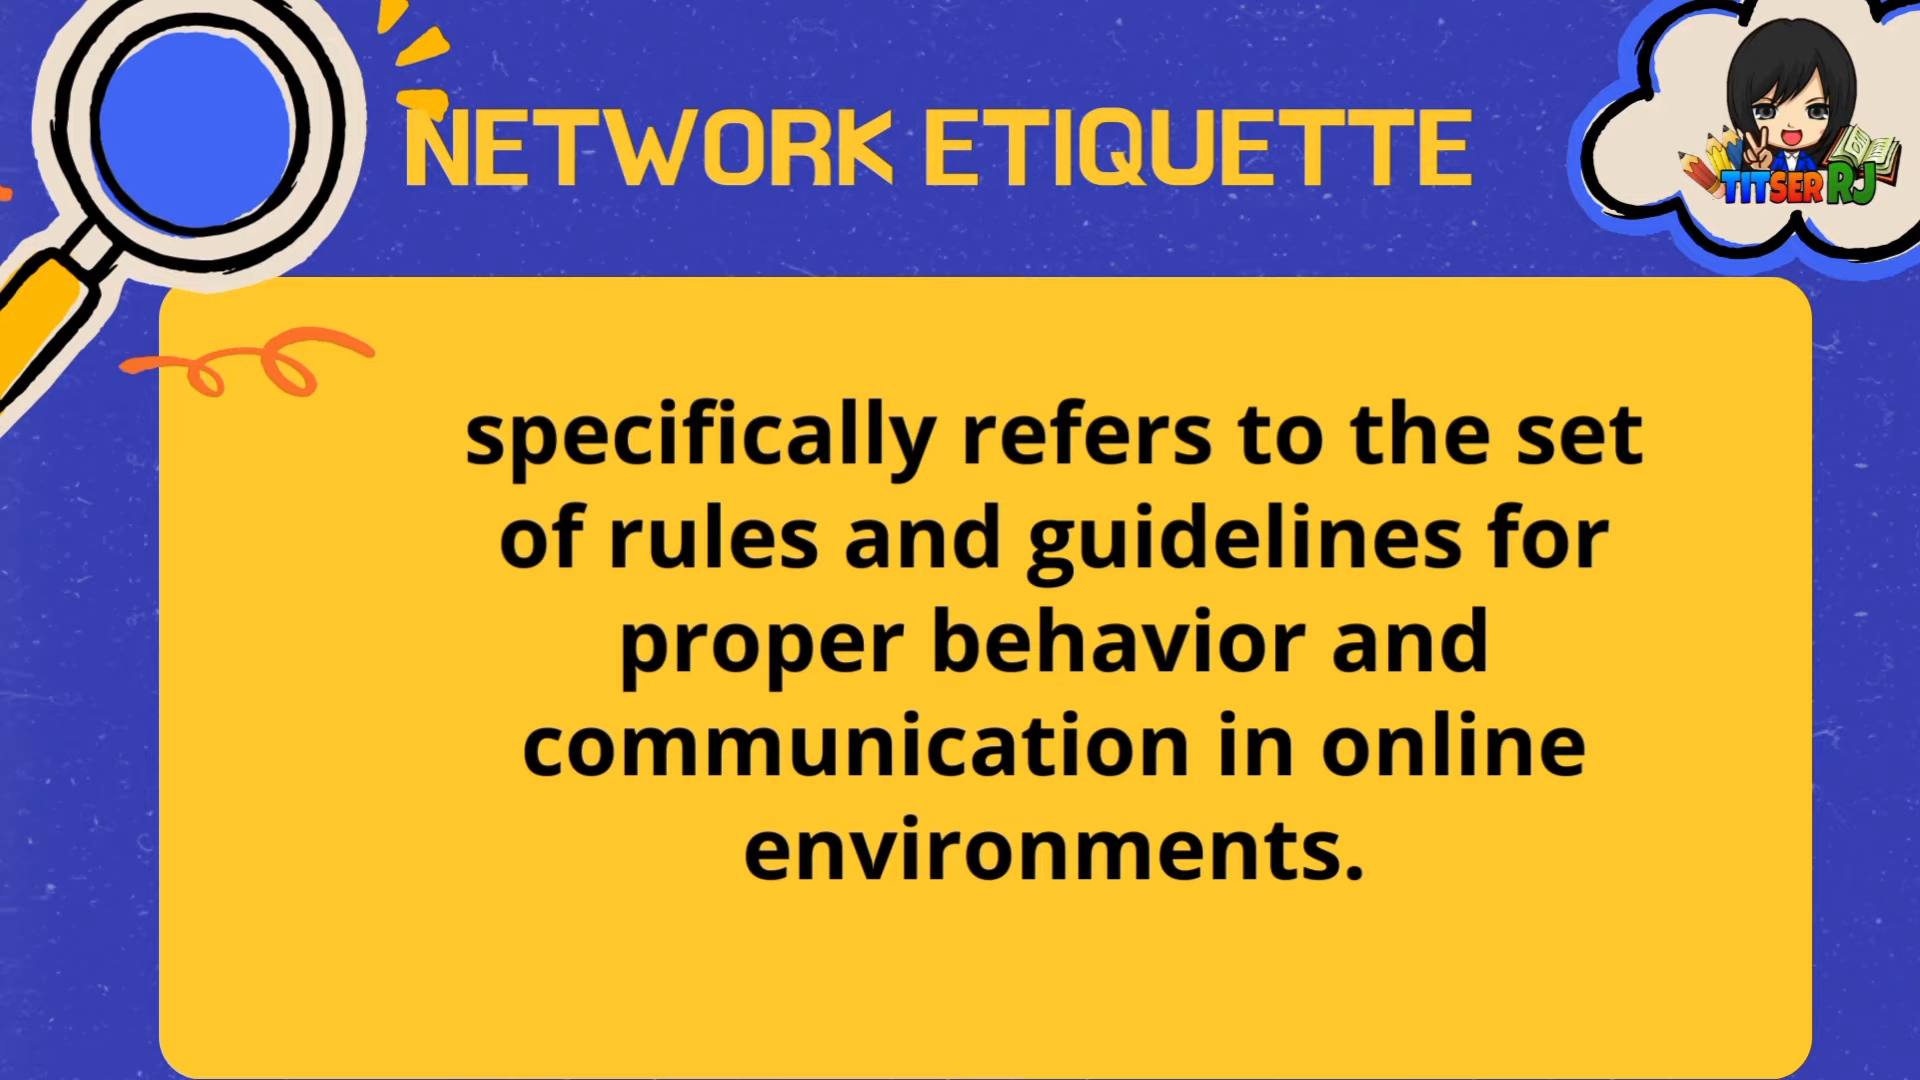 NETWORK ETIQUETTE
TITSER RJ
specifically refers to the set
of rules and guidelines for
proper behavior and
communication in online
environments.